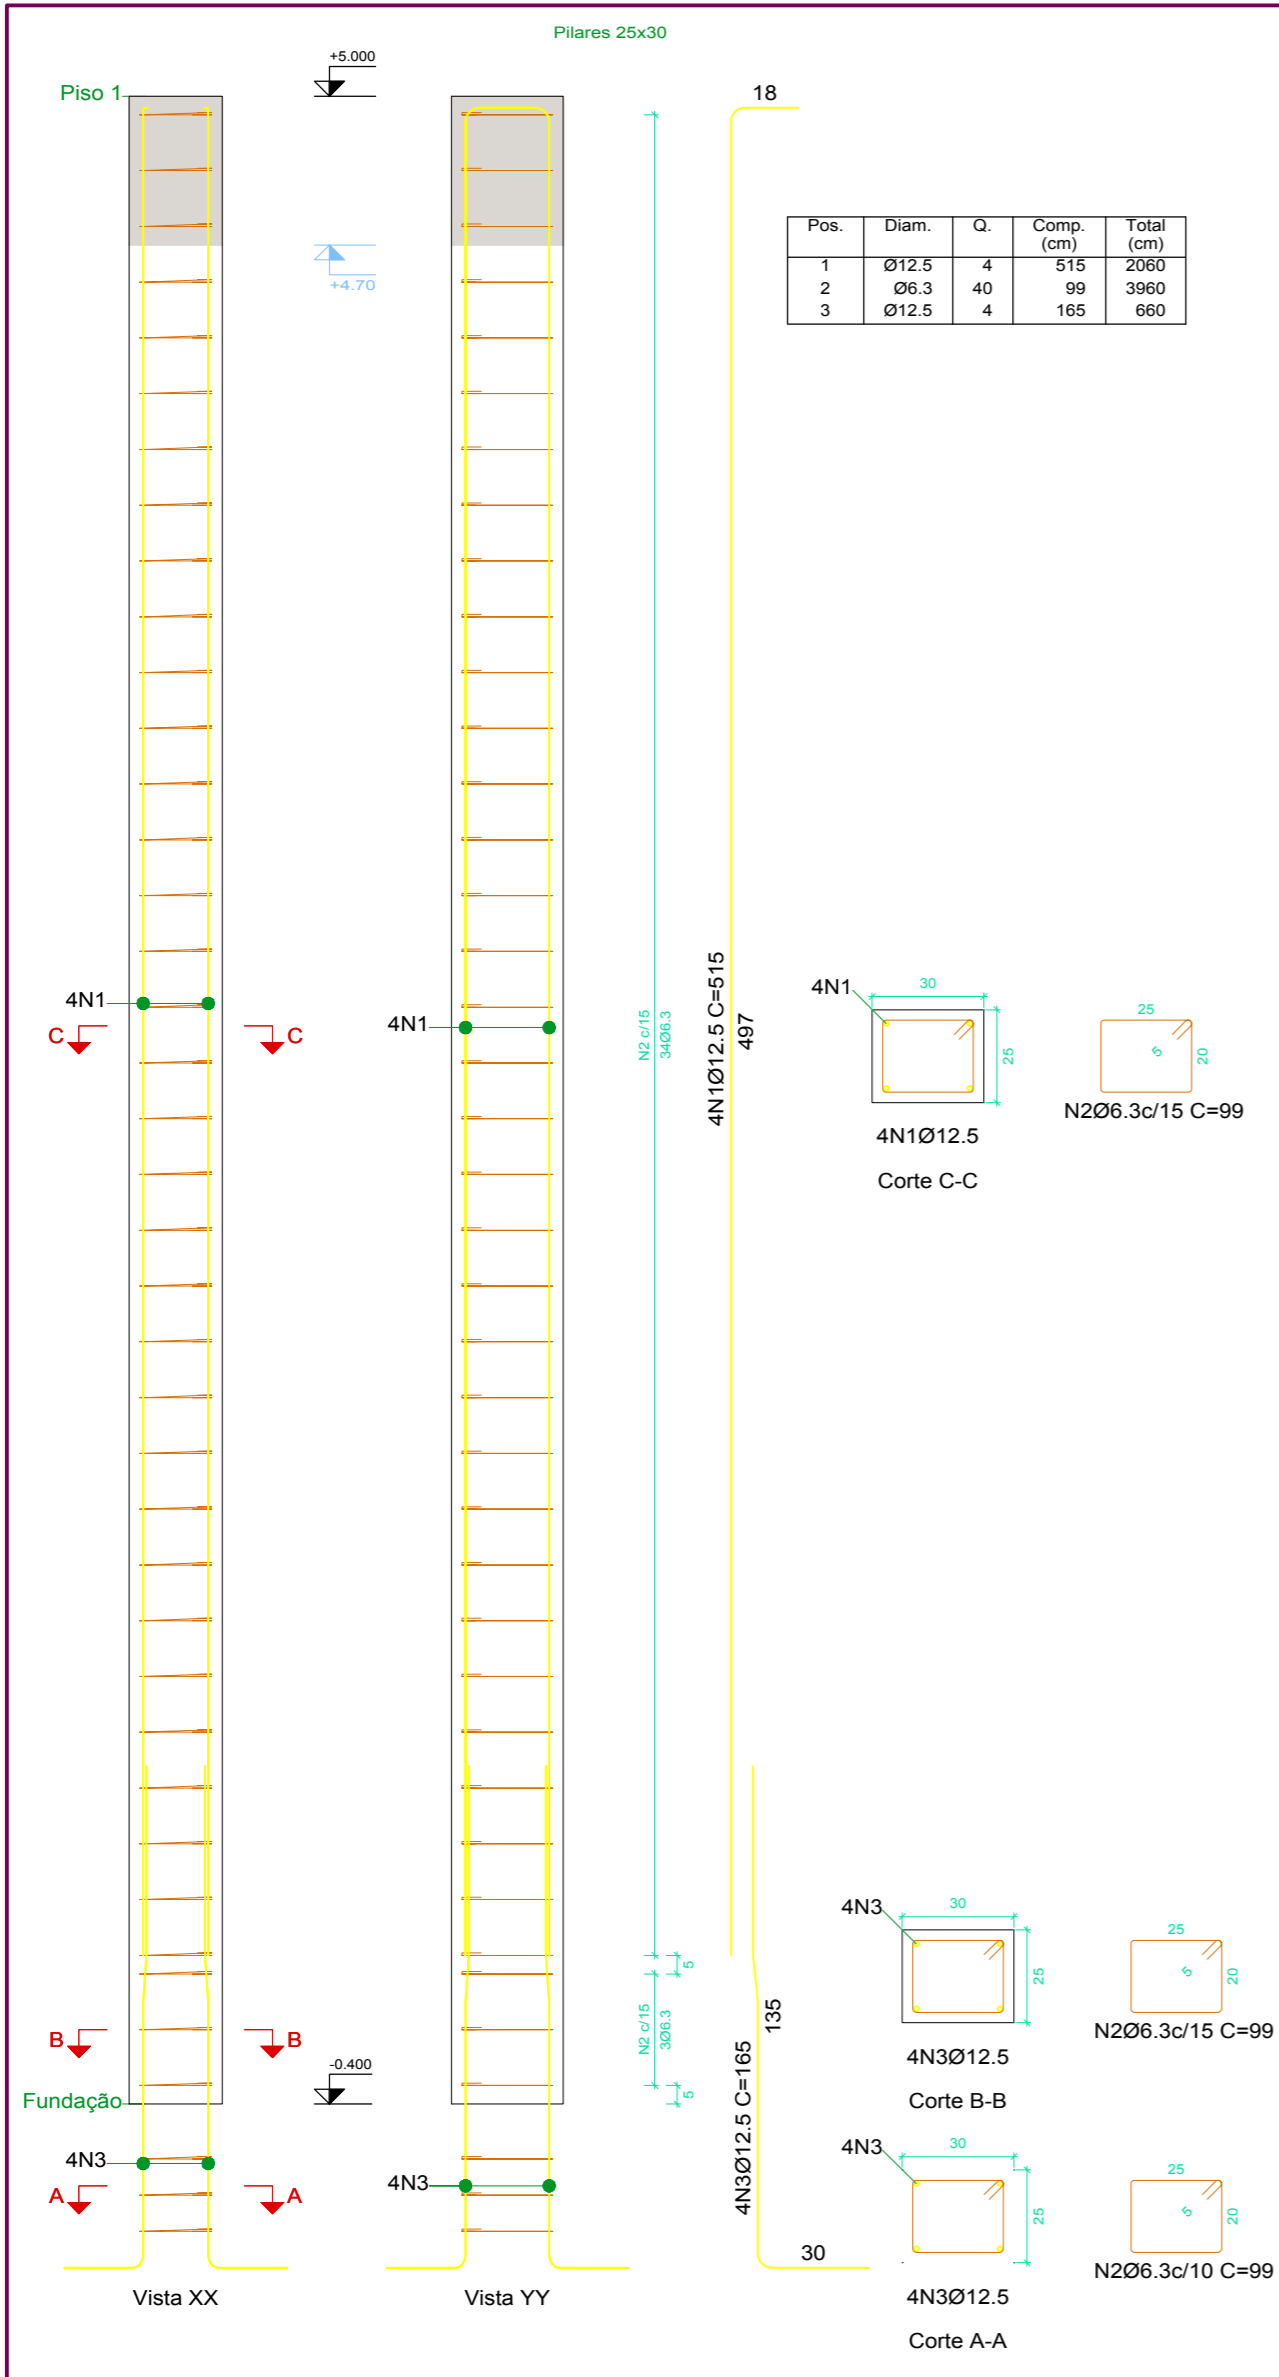 Pilares 25x30
+5.000
Piso 1
18
+4.70
Pos. Diam. Q. Comp. (cm) Total (cm)
1 Ø12.5 4 515 2060
2 Ø6.3 40 99 3960
3 Ø12.5 4 165 660
4N1
C C
4N1
N2 c/15
34Ø6.3
4N1Ø12.5 C=515
497
4N1
30
25
4N1Ø12.5
Corte C-C
25
5
20
N2Ø6.3c/15 C=99
5
N2 c/15
3Ø6.3
5
B B
-0.400
Fundação
4N3
A A
4N3
4N3Ø12.5 C=165
135
30
4N3
30
25
4N3Ø12.5
Corte B-B
25
5
20
N2Ø6.3c/15 C=99
4N3
30
25
4N3Ø12.5
Corte A-A
25
5
20
N2Ø6.3c/10 C=99
Vista XX
Vista YY